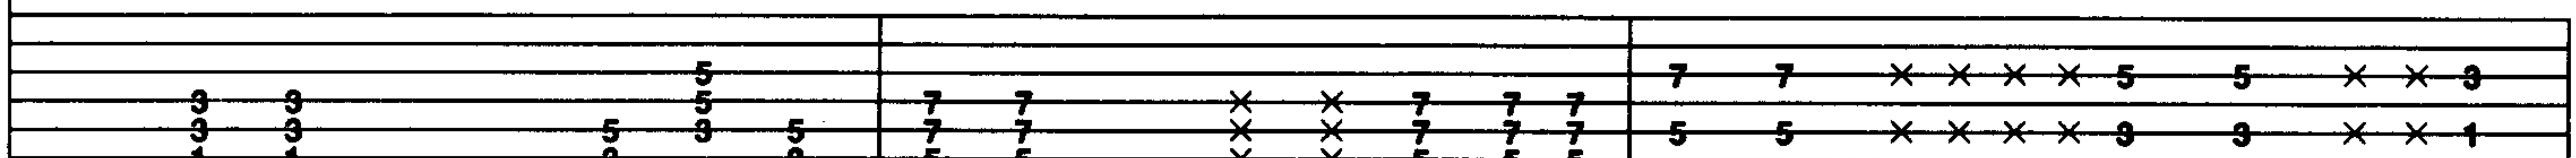 5 7 7 × × × × 5 5 × × 3
3 3 5 7 7 × × 7 7 7
3 3 5 3 5 7 7 × × 7 7 7 5 5 × × × × 3 3 × × 1